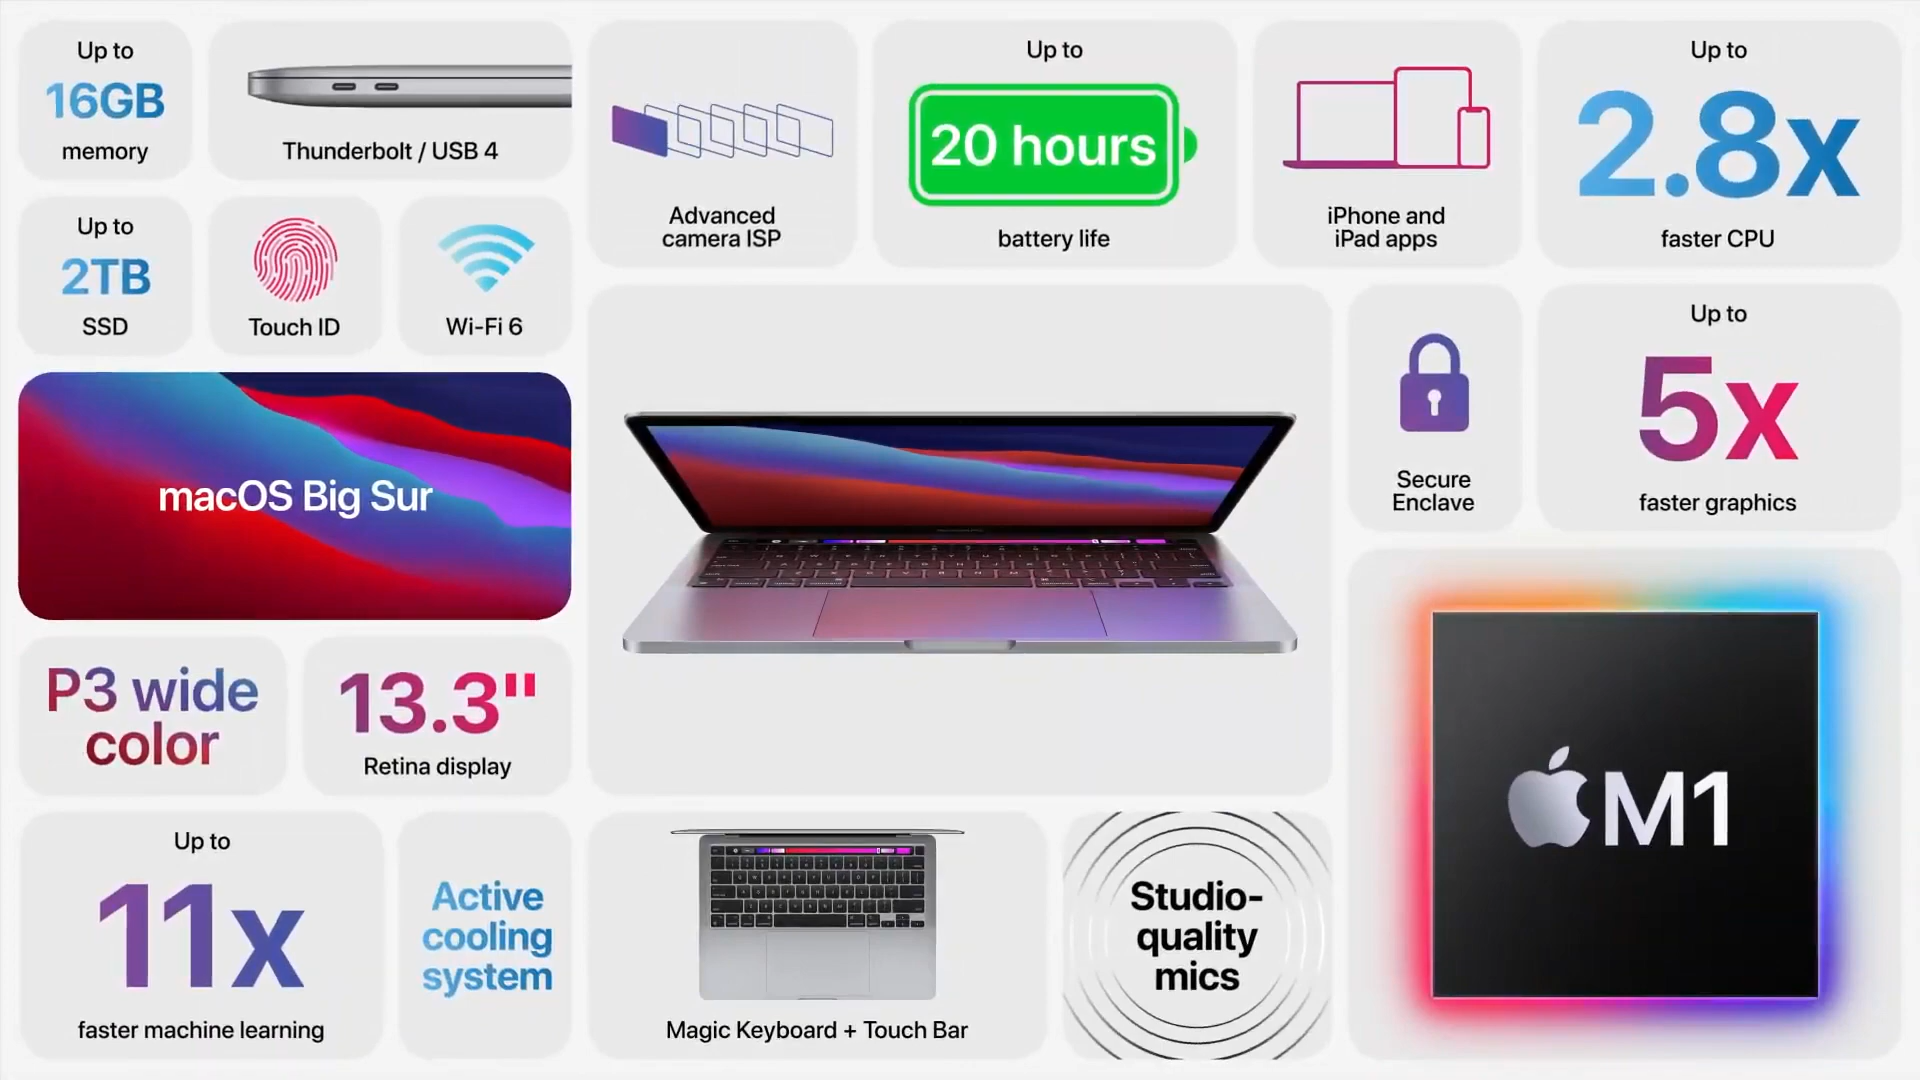 Up to
16GB
memory
Thunderbolt / USB 4
Advanced
camera ISP
Up to
20 hours
battery life
iPhone and
iPad apps
Up to
2.8x
faster CPU
Up to
2TB
SSD
Touch ID
Wi-Fi 6
Secure
Enclave
Up to
5x
faster graphics
macOS Big Sur
P3 wide
color
13.3"
Retina display
M1
Up to
11x
faster machine learning
Active
cooling
system
Magic Keyboard + Touch Bar
Studio-
quality
mics